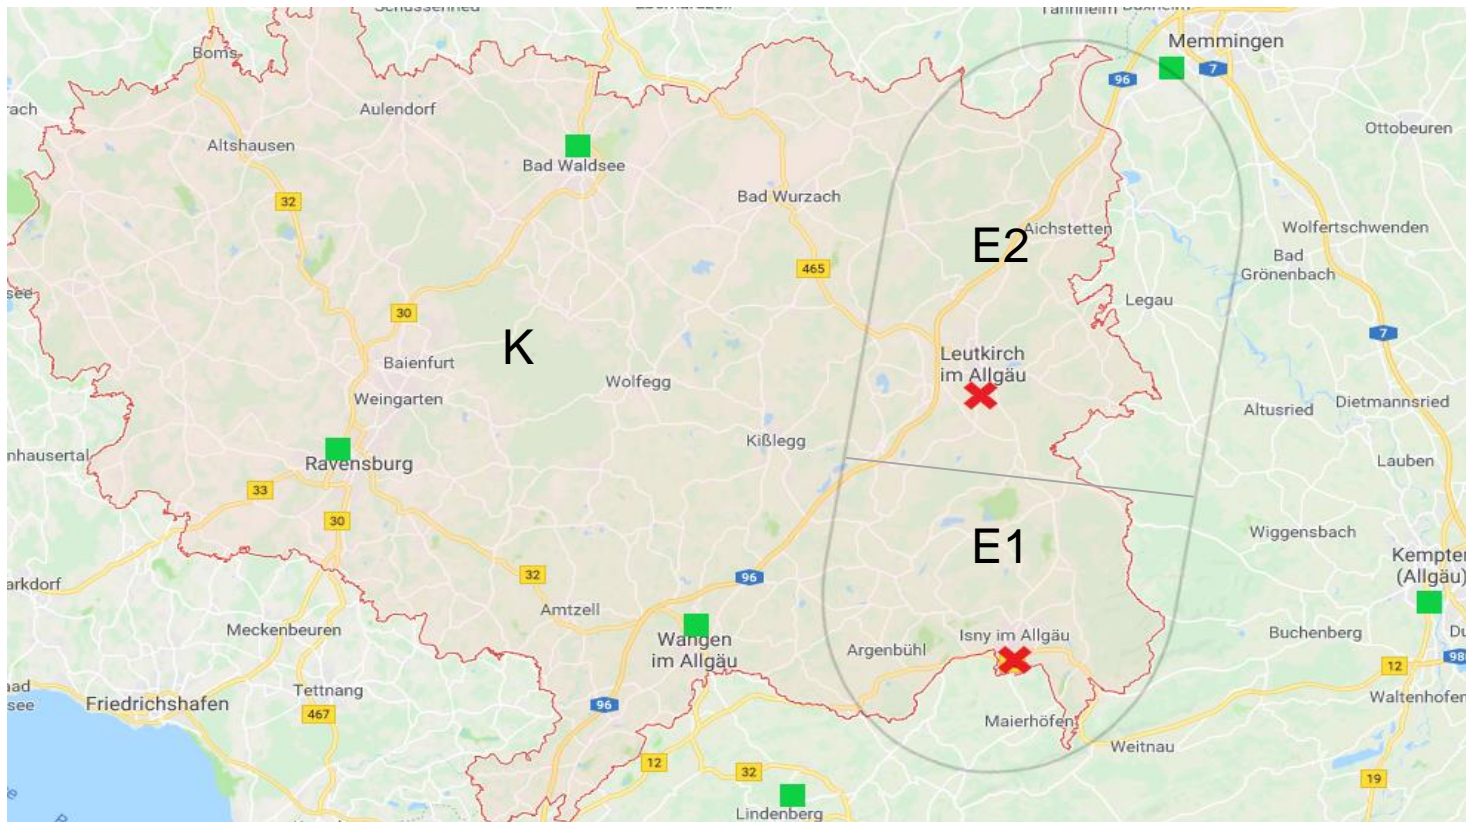 Memmingen
Boms
96
7
rach
Aulendorf
Ottobeuren
Altshausen
Bad Waldsee
Bad Wurzach
32
Aichstetten
Wolfertschwenden
E2
465
Bad
Grönenbach
see
Legau
30
7
K
Leutkirch
im Allgäu
Baienfurt
Wolfegg
Weingarten
Altusried
Dietmannsried
Kißlegg
nhausertal
Ravensburg
Lauben
33
30
Wiggensbach
E1
Kempten
(Allgäu)
32
96
arkdorf
Amtzell
Meckenbeuren
Wangen
im Allgäu
Isny im Allgäu
Argenbühl
Buchenberg
12
Tettnang
Friedrichshafen
see
467
96
Waltenhofen
Maierhöfen
Weitnau
12
32
19
Lindenberg